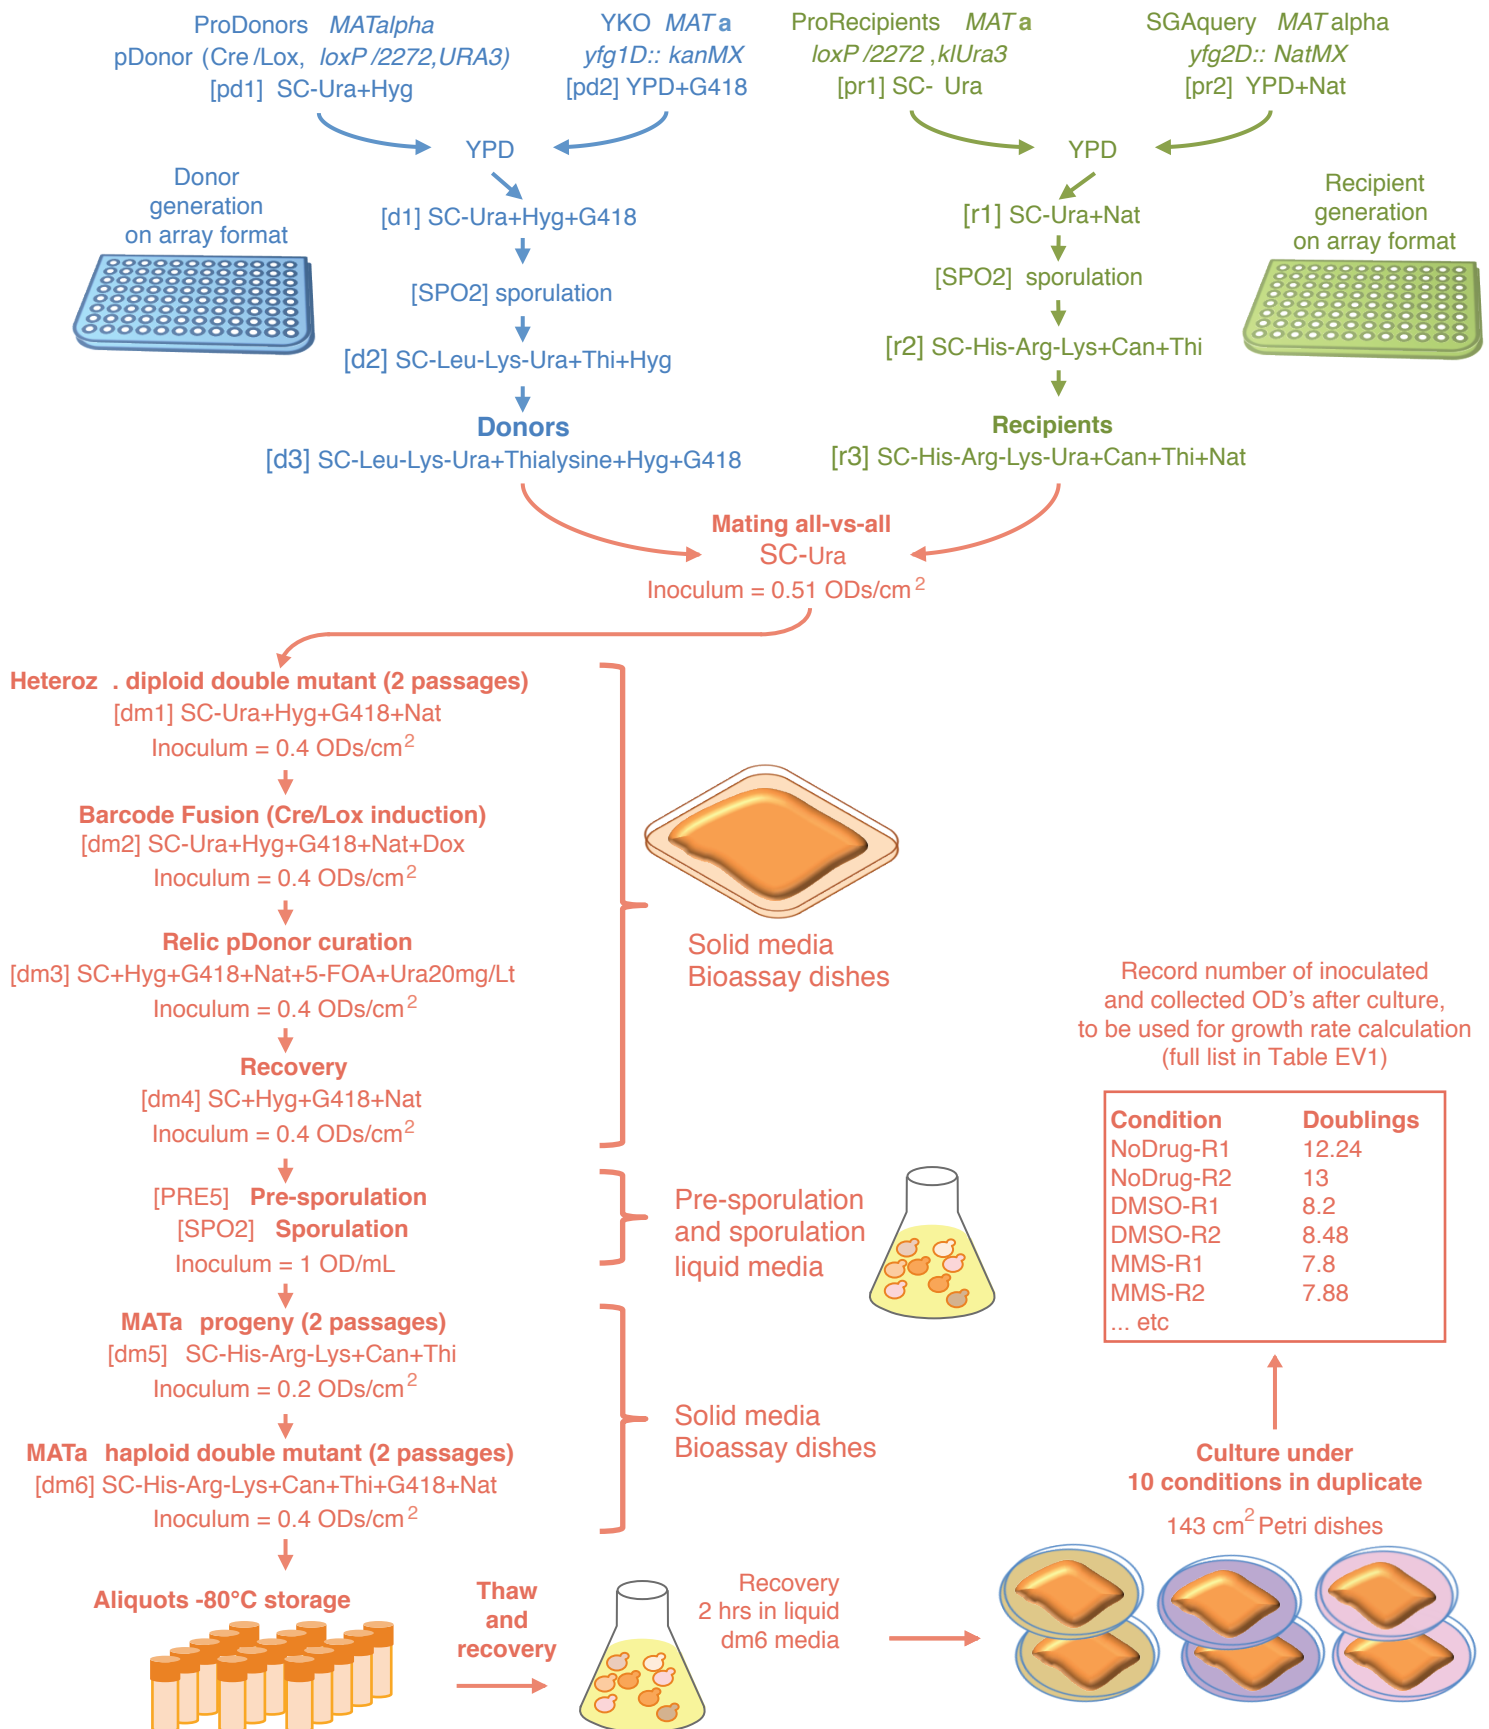 ProDonors MATalpha
pDonor (Cre/Lox, loxP/2272,URA3)
[pd1] SC-Ura+Hyg
YKO MAT a
yfg1D:: kanMX
[pd2] YPD+G418
ProRecipients MAT a
loxP/2272 ,klUra3
[pr1] SC- Ura
SGAquery MAT alpha
yfg2D:: NatMX
[pr2] YPD+Nat
YPD
YPD
Donor
generation
on array format
[d1] SC-Ura+Hyg+G418
[SPO2] sporulation
[d2] SC-Leu-Lys-Ura+Thi+Hyg
Donors
[d3] SC-Leu-Lys-Ura+Thialysine+Hyg+G418
[r1] SC-Ura+Nat
[SPO2] sporulation
[r2] SC-His-Arg-Lys+Can+Thi
Recipients
[r3] SC-His-Arg-Lys-Ura+Can+Thi+Nat
Recipient
generation
on array format
Mating all-vs-all
SC-Ura
Inoculum = 0.51 ODs/cm²
Heteroz . diploid double mutant (2 passages)
[dm1] SC-Ura+Hyg+G418+Nat
Inoculum = 0.4 ODs/cm²
Barcode Fusion (Cre/Lox induction)
[dm2] SC-Ura+Hyg+G418+Nat+Dox
Inoculum = 0.4 ODs/cm²
Relic pDonor curation
[dm3] SC+Hyg+G418+Nat+5-FOA+Ura20mg/Lt
Inoculum = 0.4 ODs/cm²
Recovery
[dm4] SC+Hyg+G418+Nat
Inoculum = 0.4 ODs/cm²
Solid media
Bioassay dishes
[PRE5] Pre-sporulation
[SPO2] Sporulation
Inoculum = 1 OD/mL
Pre-sporulation
and sporulation
liquid media
MATa progeny (2 passages)
[dm5] SC-His-Arg-Lys+Can+Thi
Inoculum = 0.2 ODs/cm²
MATa haploid double mutant (2 passages)
[dm6] SC-His-Arg-Lys+Can+Thi+G418+Nat
Inoculum = 0.4 ODs/cm²
Solid media
Bioassay dishes
Aliquots -80°C storage
Thaw
and
recovery
Recovery
2 hrs in liquid
dm6 media
Record number of inoculated
and collected OD's after culture,
to be used for growth rate calculation
(full list in Table EV1)
Condition Doublings
NoDrug-R1 12.24
NoDrug-R2 13
DMSO-R1 8.2
DMSO-R2 8.48
MMS-R1 7.8
MMS-R2 7.88
... etc
Culture under
10 conditions in duplicate
143 cm² Petri dishes